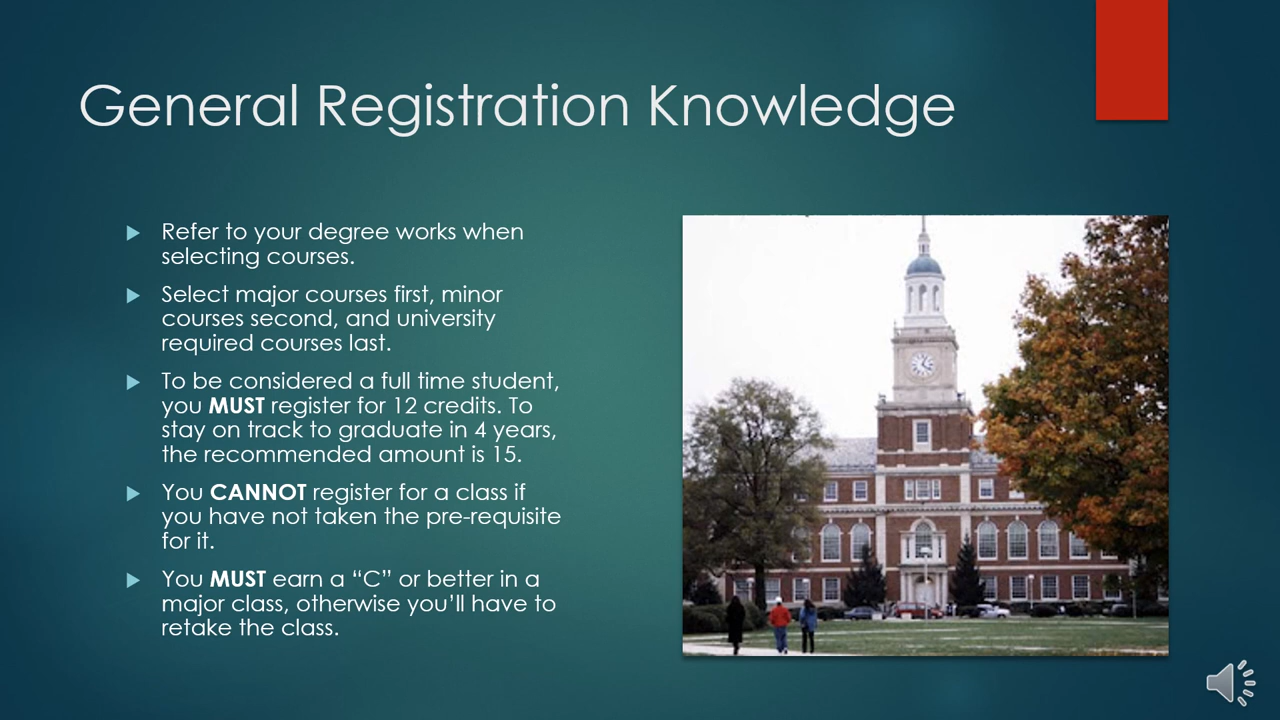 General Registration Knowledge
Refer to your degree works when
selecting courses.
Select major courses first, minor
courses second, and university
required courses last.
To be considered a full time student,
you MUST register for 12 credits. To
stay on track to graduate in 4 years,
the recommended amount is 15.
You CANNOT register for a class if
you have not taken the pre-requisite
for it.
You MUST earn a “C” or better in a
major class, otherwise you’ll have to
retake the class.